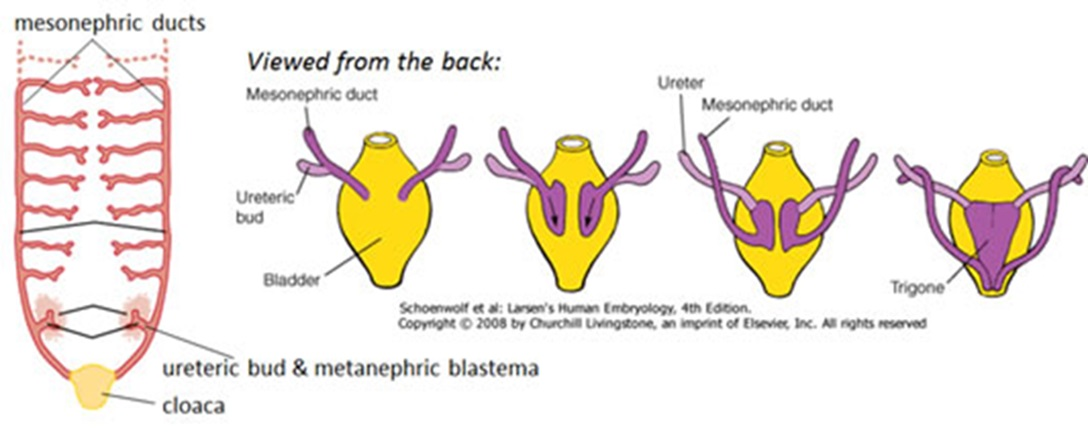 mesonephric ducts
Viewed from the back:
Mesonephric duct
Ureteric
bud
Bladder
Ureter
Mesonephric duct
Trigone
Schoenwolf et al: Larsen's Human Embryology, 4th Edition.
Copyright © 2008 by Churchill Livingstone, an imprint of Elsevier, Inc. All rights reserved
ureteric bud & metanephric blastema
cloaca